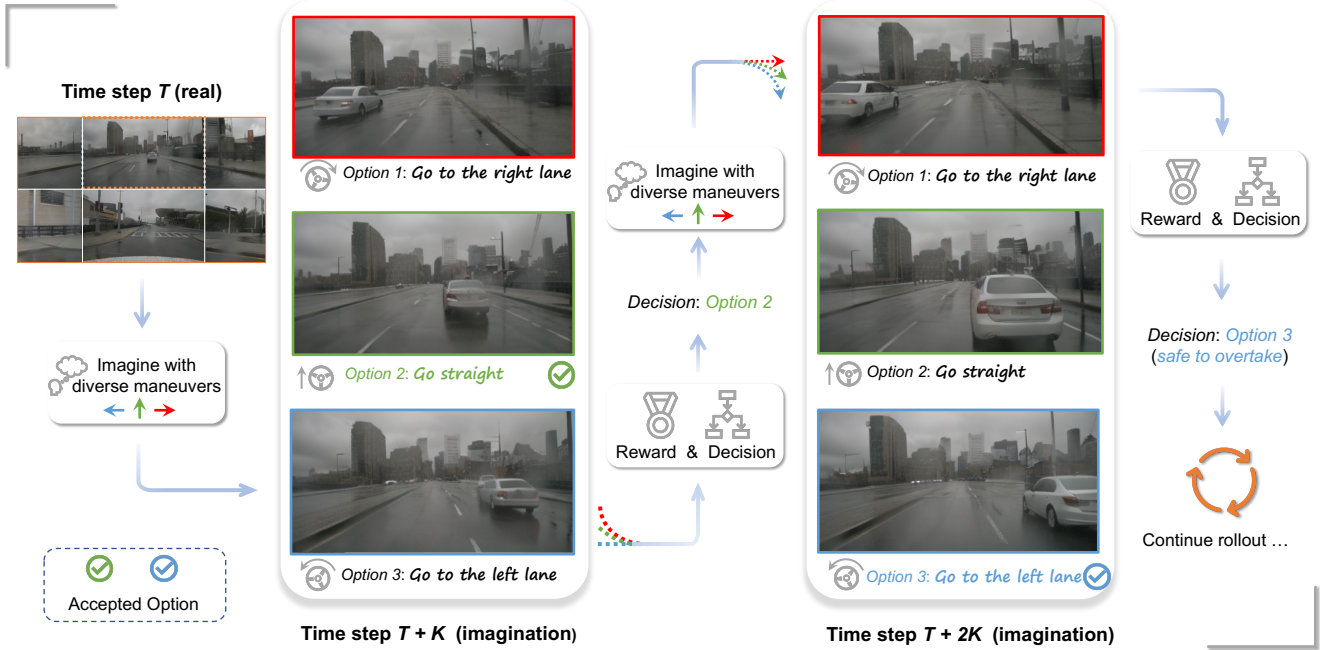 Time step T (real)
Imagine with
diverse maneuvers
Accepted Option
Option 1: Go to the right lane
Option 2: Go straight
Option 3: Go to the left lane
Time step T + K (imagination)
Reward & Decision
Decision: Option 2
Imagine with
diverse maneuvers
Option 1: Go to the right lane
Option 2: Go straight
Option 3: Go to the left lane
Time step T + 2K (imagination)
Reward & Decision
Decision: Option 3
(safe to overtake)
Continue rollout ...